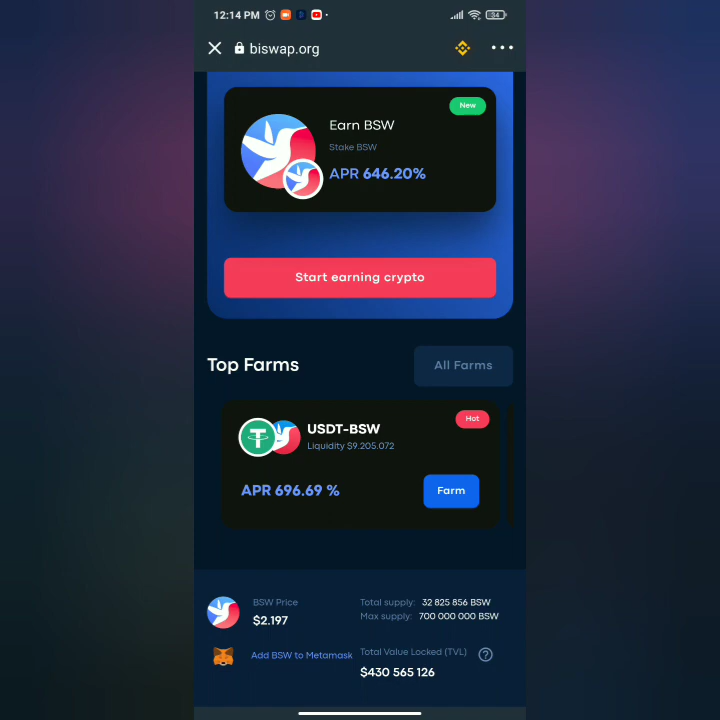 12:14 PM
54
biswap.org
New
Earn BSW
Stake BSW
APR 646.20%
Start earning crypto
Top Farms
All Farms
Hot
USDT-BSW
Liquidity $9.205.072
APR 696.69 %
Farm
BSW Price
$2.197
Total supply: 32 825 856 BSW
Max supply: 700 000 000 BSW
Add BSW to Metamask
Total Value Locked (TVL) ?
$430 565 126